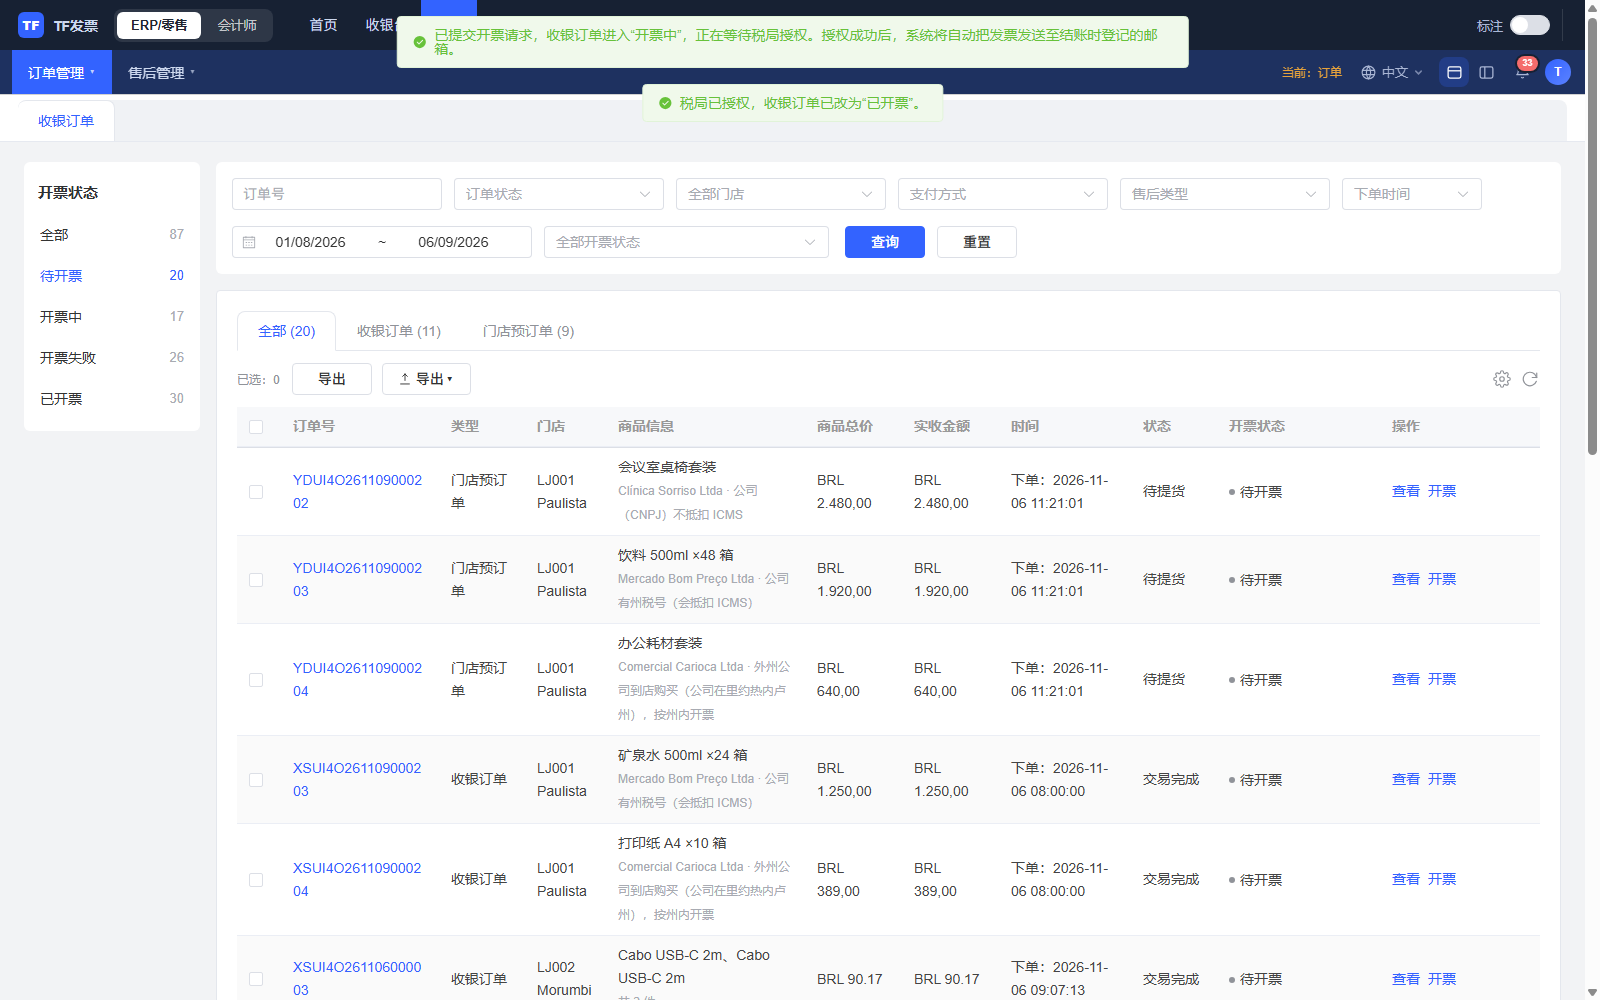 TF TF发票 ERP/零售 会计师 首页 标注
已提交开票请求，收银订单进入“开票中”，正在等待税局授权。授权成功后，系统将自动把发票发送至结账时登记的邮
箱。
订单管理 售后管理 当前：订单 中文 33 T
税局已授权，收银订单已改为“已开票”。
收银订单
开票状态
全部 87
待开票 20
开票中 17
开票失败 26
已开票 30
订单号 订单状态 全部门店 支付方式 售后类型 下单时间
01/08/2026 ~ 06/09/2026 全部开票状态 查询 重置
全部 (20) 收银订单 (11) 门店预订单 (9)
已选：0 导出 导出
订单号 类型 门店 商品信息 商品总价 实收金额 时间 状态 开票状态 操作
YDUI4O2611090002
02
门店预订
单
LJ001
Paulista
会议室桌椅套装
Clínica Sorriso Ltda · 公司
（CNPJ）不抵扣 ICMS
BRL
2.480,00
BRL
2.480,00
下单：2026-11-
06 11:21:01
待提货
待开票
查看 开票
YDUI4O2611090002
03
门店预订
单
LJ001
Paulista
饮料 500ml ×48 箱
Mercado Bom Preço Ltda · 公司
有州税号（会抵扣 ICMS）
BRL
1.920,00
BRL
1.920,00
下单：2026-11-
06 11:21:01
待提货
待开票
查看 开票
YDUI4O2611090002
04
门店预订
单
LJ001
Paulista
办公耗材套装
Comercial Carioca Ltda · 外州公
司到店购买（公司在里约热内卢
州），按州内开票
BRL
640,00
BRL
640,00
下单：2026-11-
06 11:21:01
待提货
待开票
查看 开票
XSUI4O2611090002
03
收银订单
LJ001
Paulista
矿泉水 500ml ×24 箱
Mercado Bom Preço Ltda · 公司
有州税号（会抵扣 ICMS）
BRL
1.250,00
BRL
1.250,00
下单：2026-11-
06 08:00:00
交易完成
待开票
查看 开票
XSUI4O2611090002
04
收银订单
LJ001
Paulista
打印纸 A4 ×10 箱
Comercial Carioca Ltda · 外州公
司到店购买（公司在里约热内卢
州），按州内开票
BRL
389,00
BRL
389,00
下单：2026-11-
06 08:00:00
交易完成
待开票
查看 开票
XSUI4O2611060000
03
收银订单
LJ002
Morumbi
Cabo USB-C 2m、Cabo
USB-C 2m
BRL 90.17
BRL 90.17
下单：2026-11-
06 09:07:13
交易完成
待开票
查看 开票